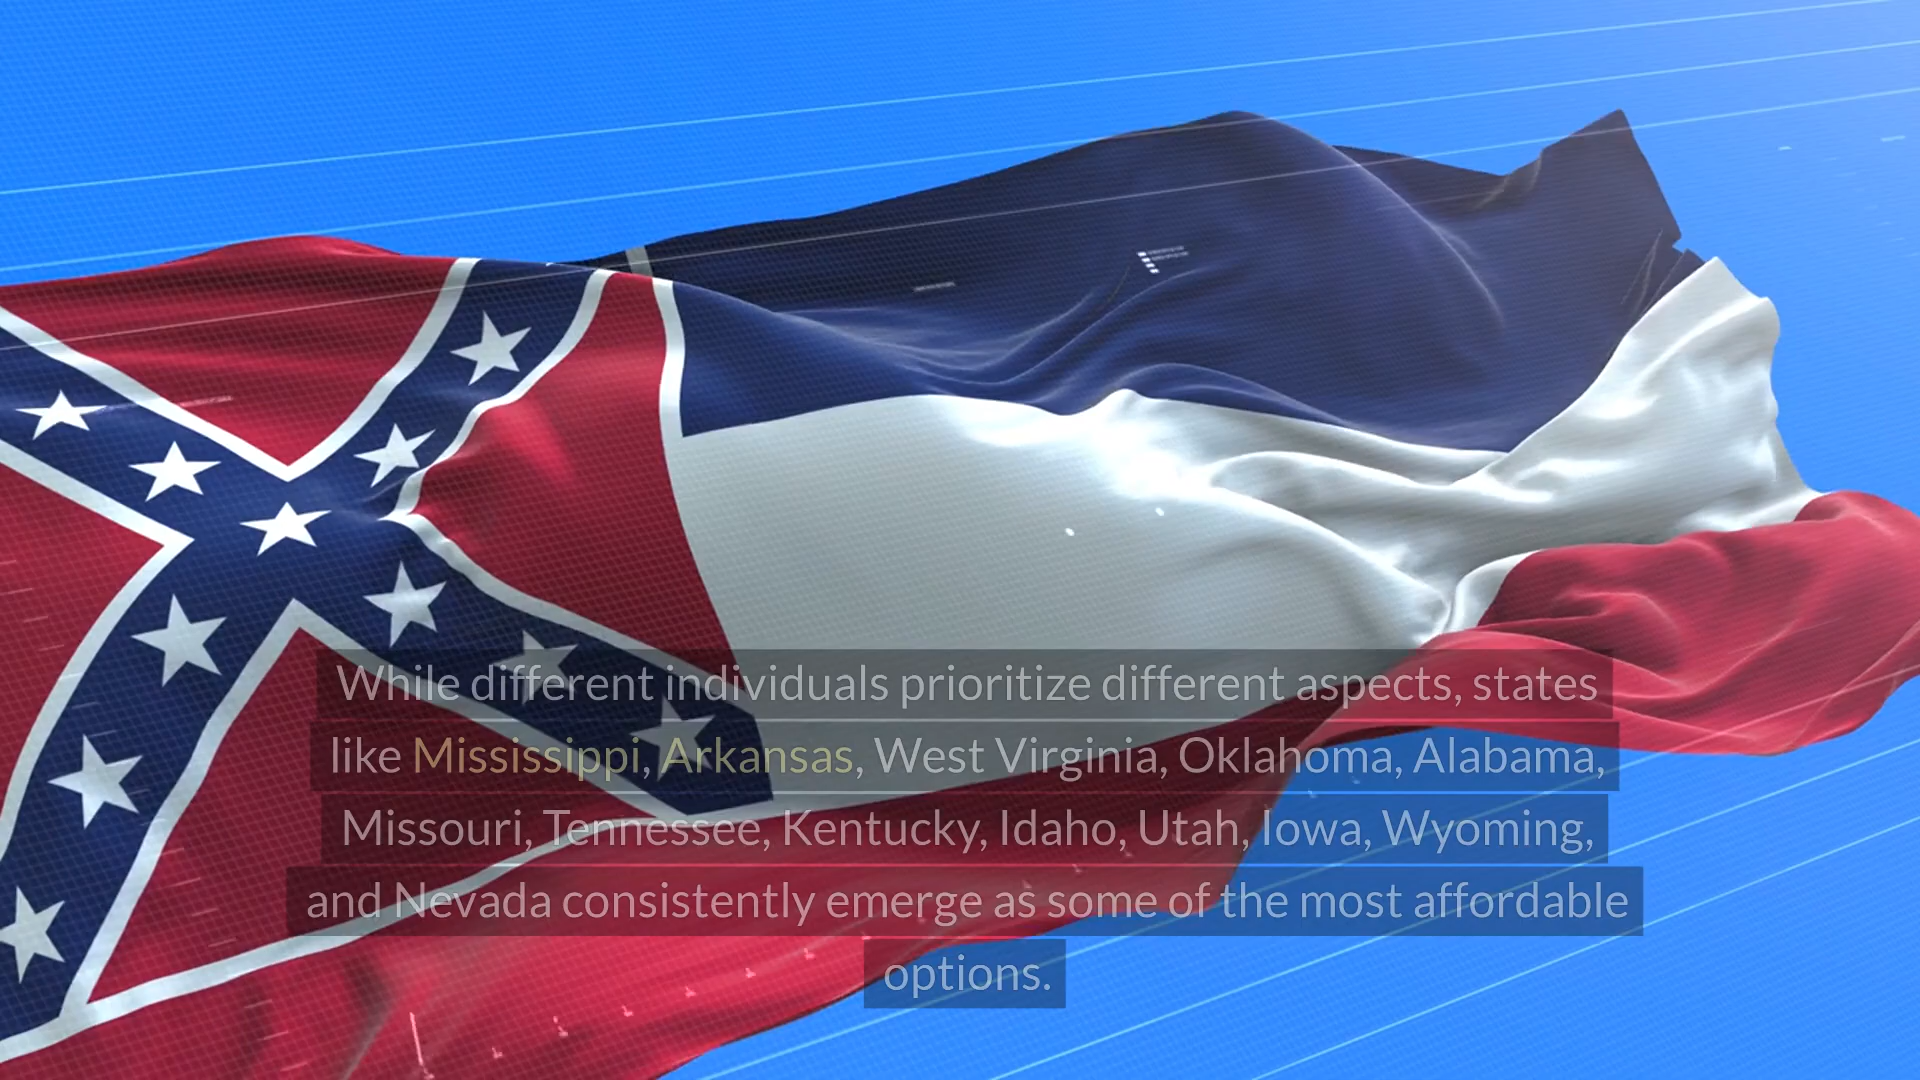 While different individuals prioritize different aspects, states
like Mississippi, Arkansas, West Virginia, Oklahoma, Alabama,
Missouri, Tennessee, Kentucky, Idaho, Utah, Iowa, Wyoming,
and Nevada consistently emerge as some of the most affordable
options.